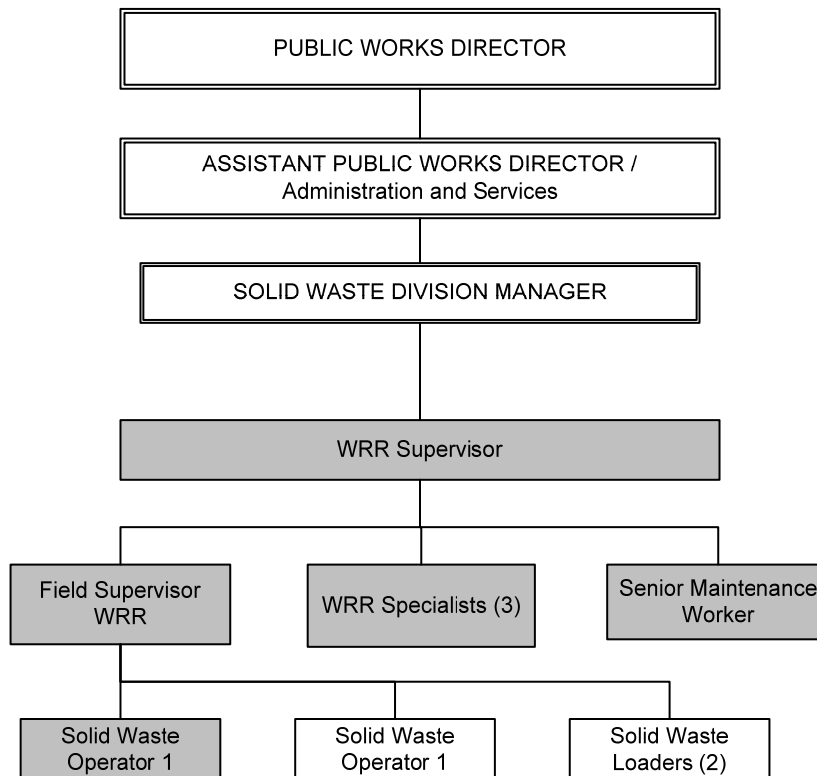 PUBLIC WORKS DIRECTOR
ASSISTANT PUBLIC WORKS DIRECTOR /
Administration and Services
SOLID WASTE DIVISION MANAGER
WRR Supervisor
Field Supervisor
WRR
WRR Specialists (3)
Senior Maintenance
Worker
Solid Waste
Operator 1
Solid Waste
Operator 1
Solid Waste
Loaders (2)